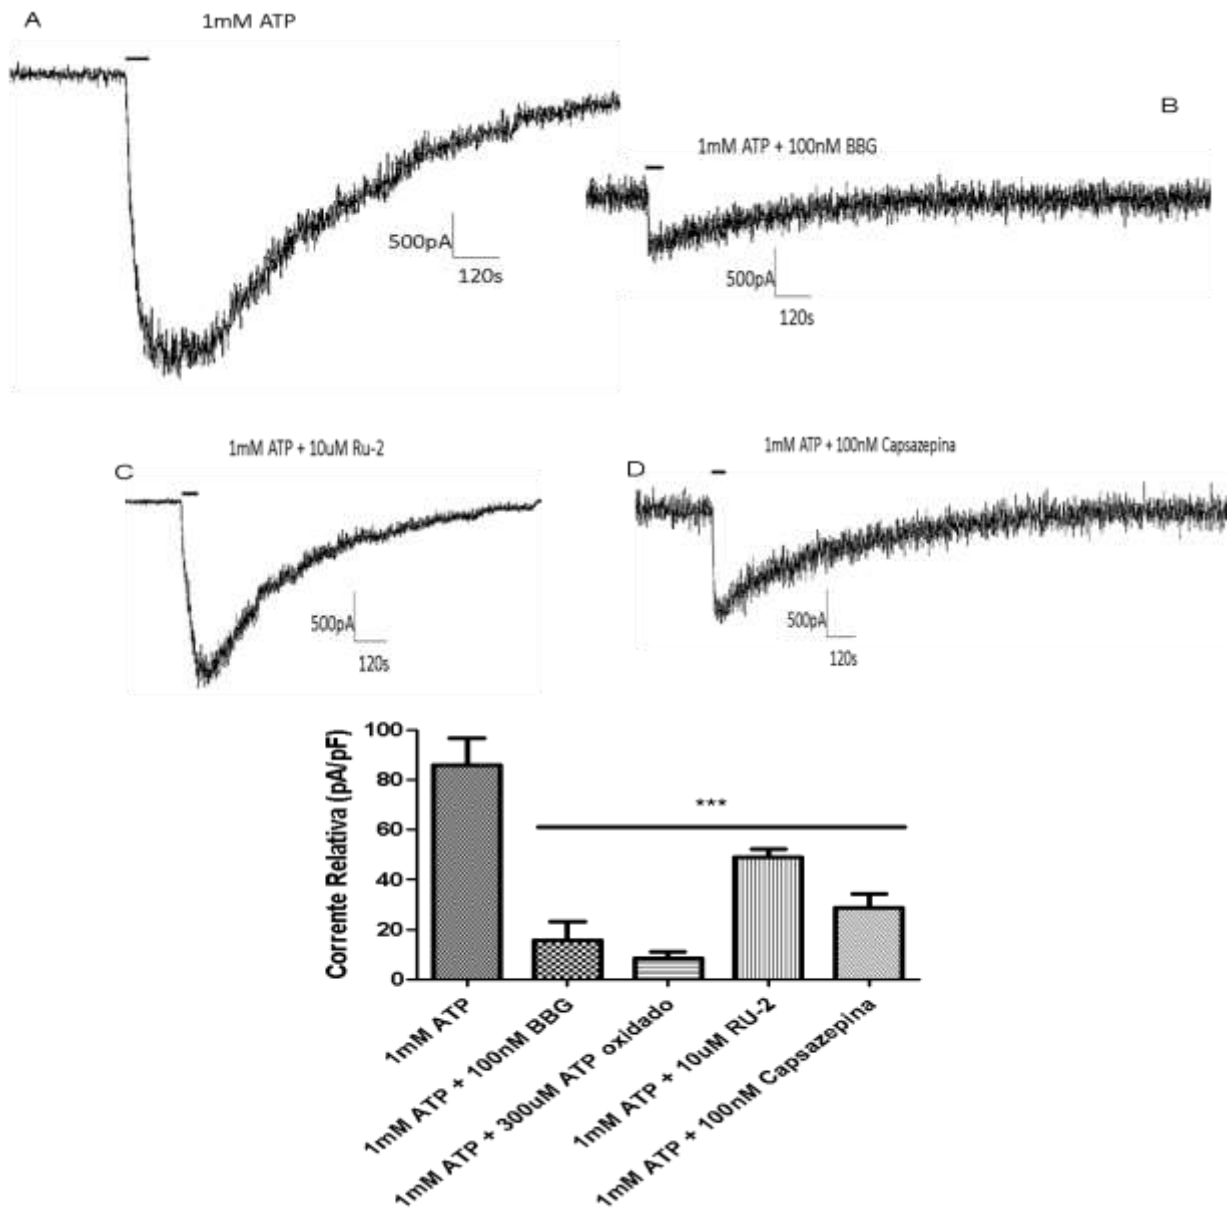 A
1mM ATP
500pA
120s
B
1mM ATP + 100nM BBG
500pA
120s
C
1mM ATP + 10uM Ru-2
500pA
120s
D
1mM ATP + 100nM Capsazepina
500pA
120s
Corrente Relativa (pA/pF)
100
80
60
40
20
0
***
1mM ATP
1mM ATP + 100nM BBG
1mM ATP + 300uM ATP oxidado
1mM ATP + 10uM RU-2
1mM ATP + 100nM Capsazepina